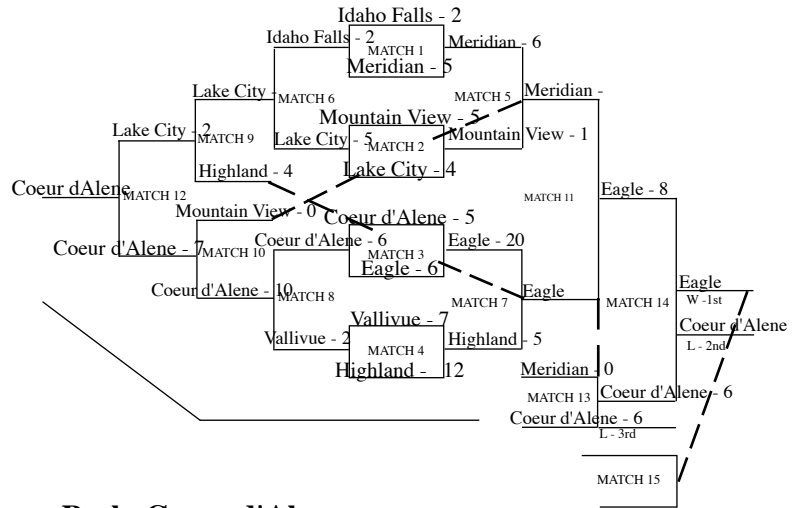 Idaho Falls - 2
Idaho Falls - 2
MATCH 1
Meridian - 6
Meridian - 5
Lake City -
MATCH 6
MATCH 5
Meridian -
Mountain View - 5
Lake City - 2
MATCH 9
Lake City - 5
MATCH 2
Mountain View - 1
Highland - 4
Lake City - 4
Coeur dAlene
MATCH 12
MATCH 11
Eagle - 8
Mountain View - 0
Coeur d'Alene - 5
Coeur d'Alene - 7
MATCH 10
Coeur d'Alene - 6
MATCH 3
Eagle - 20
Eagle - 6
Coeur d'Alene - 10
MATCH 8
MATCH 7
Eagle
MATCH 14
Eagle
W -1st
Vallivue - 7
Coeur d'Alene
Vallivue - 2
MATCH 4
Highland - 5
L - 2nd
Highland - 12
Meridian - 0
MATCH 13
Coeur d'Alene - 6
Coeur d'Alene - 6
L - 3rd
MATCH 15